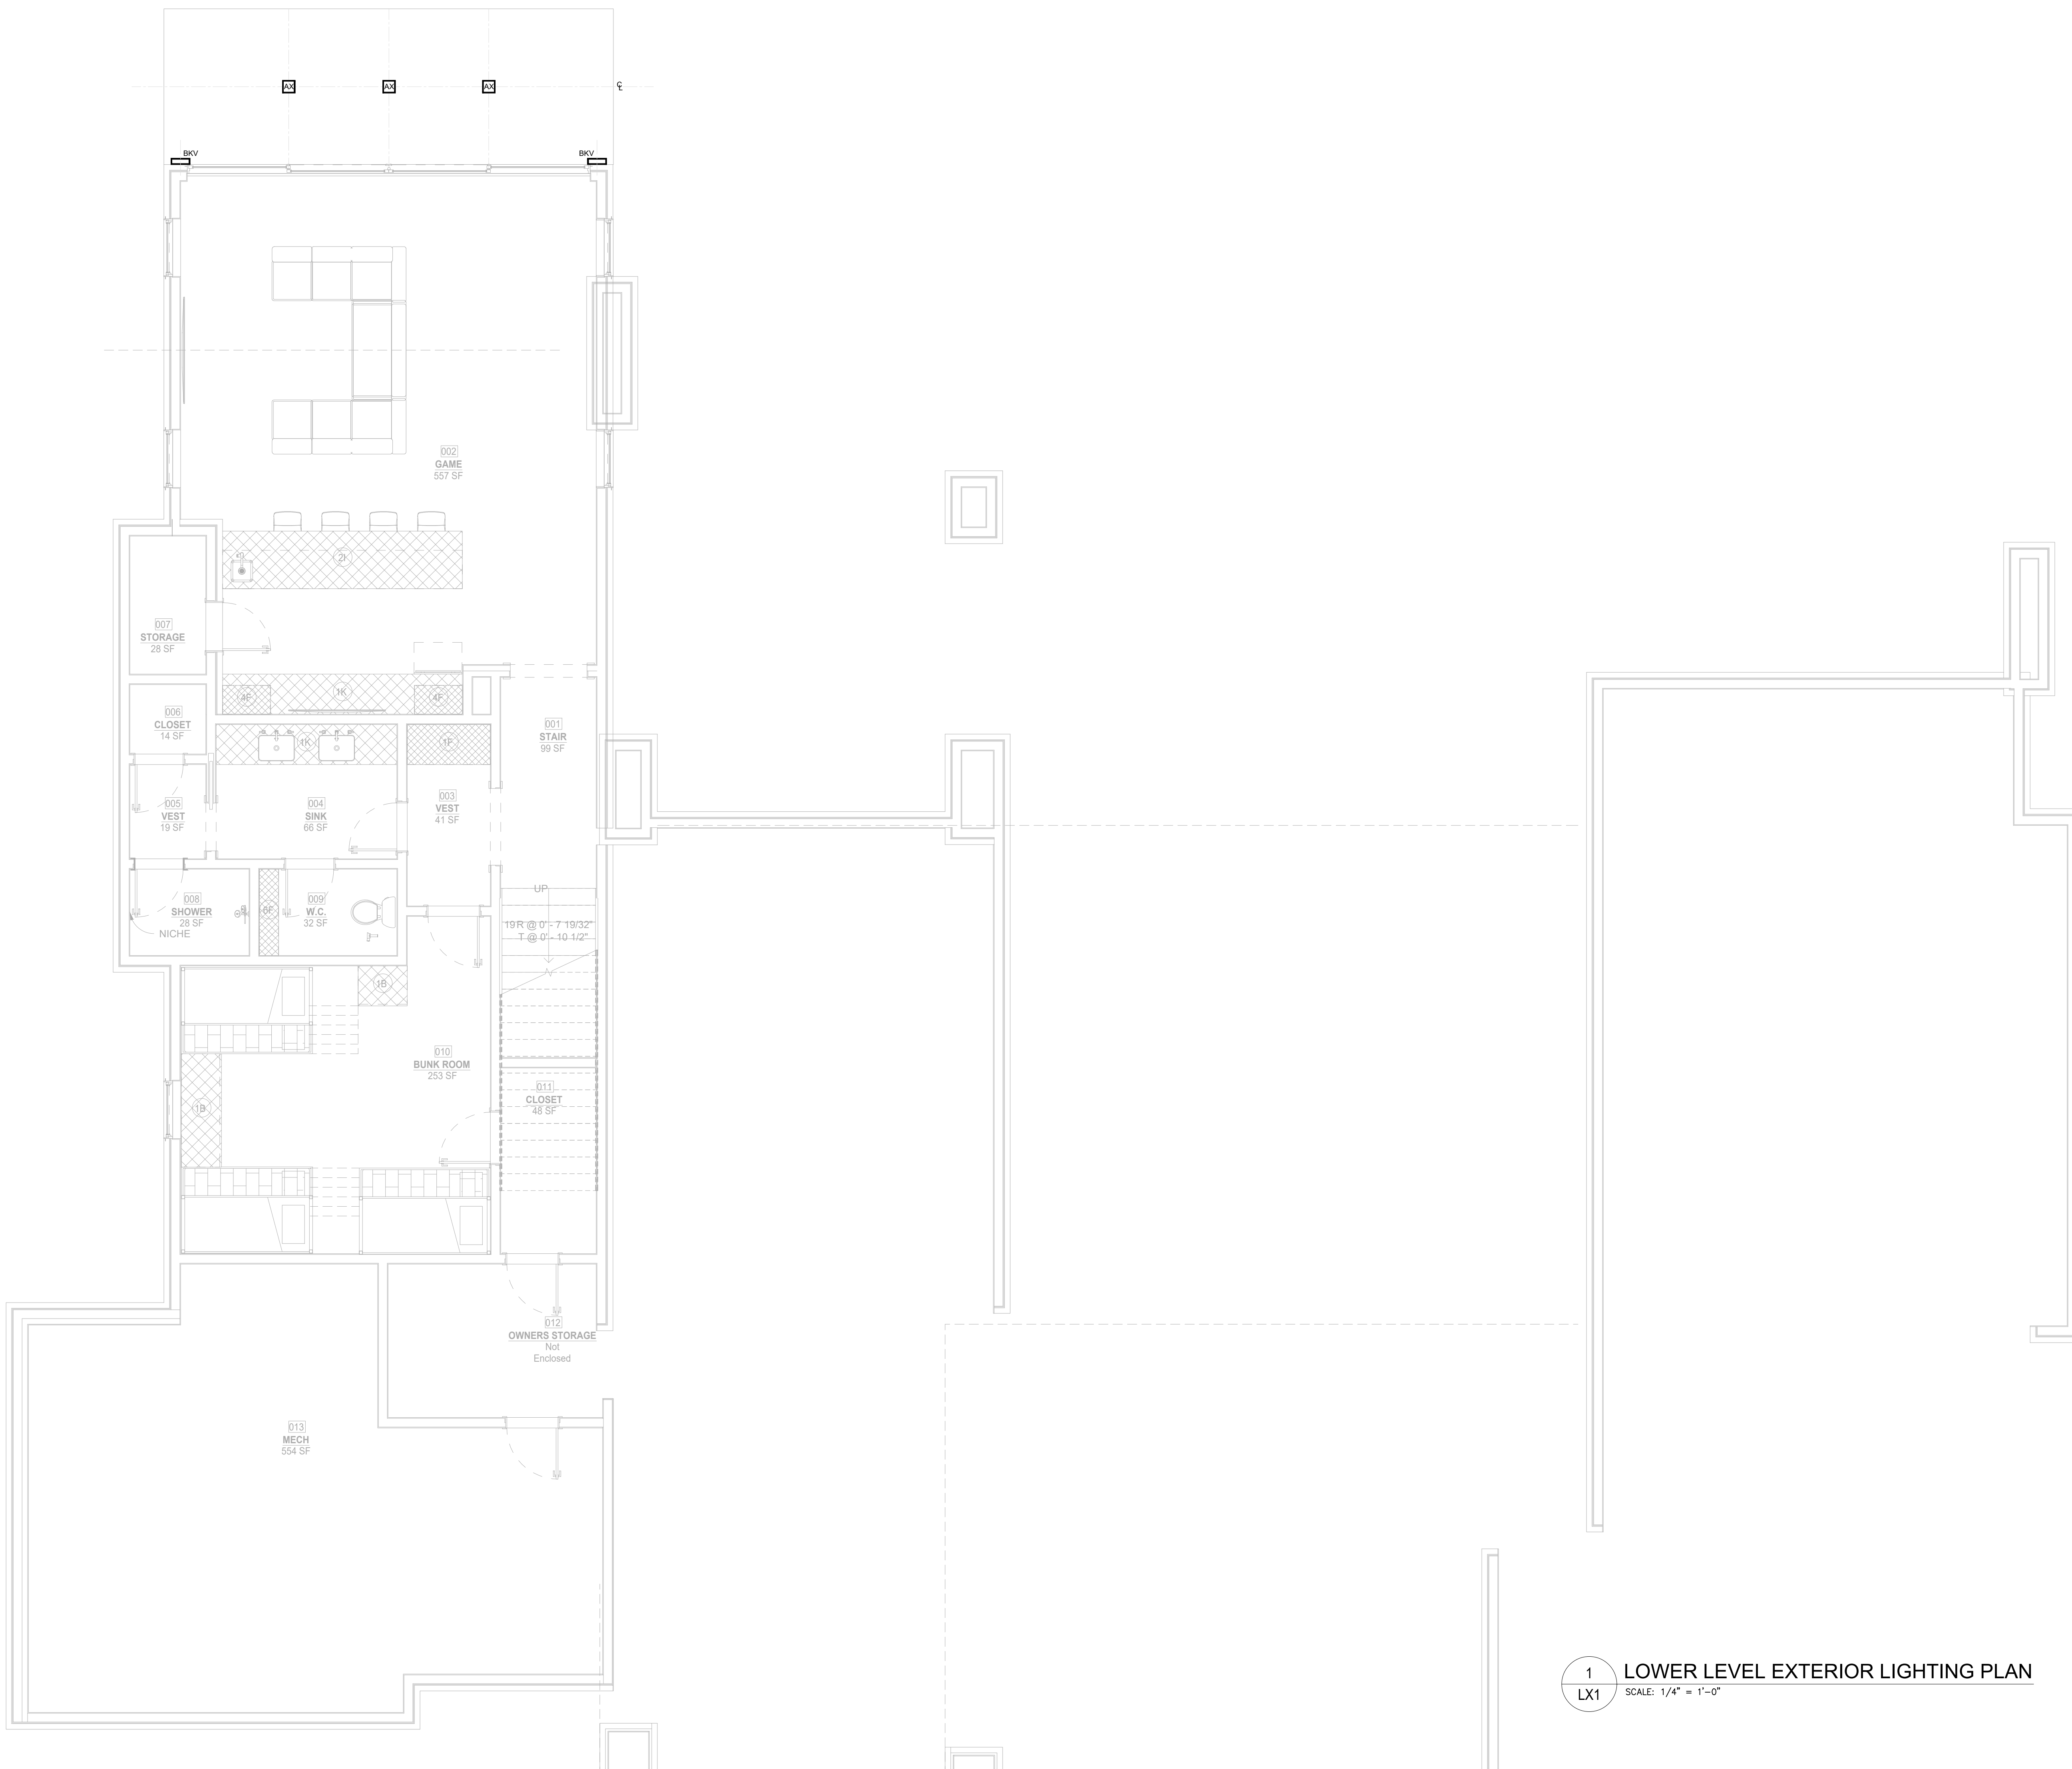 AX
AX
AX
CL
BKV
BKV
002
GAME
557 SF
2I
007
STORAGE
28 SF
4F
1K
4F
006
CLOSET
14 SF
1K
1F
001
STAIR
99 SF
005
VEST
19 SF
004
SINK
66 SF
003
VEST
41 SF
UP
008
SHOWER
28 SF
NICHE
6F
009
W.C.
32 SF
19R @ 0' - 7 19/32"
T @ 0' - 10 1/2"
1B
010
BUNK ROOM
253 SF
1B
011
CLOSET
48 SF
012
OWNERS STORAGE
Not
Enclosed
013
MECH
554 SF
1
LX1
LOWER LEVEL EXTERIOR LIGHTING PLAN
SCALE: 1/4" = 1'-0"